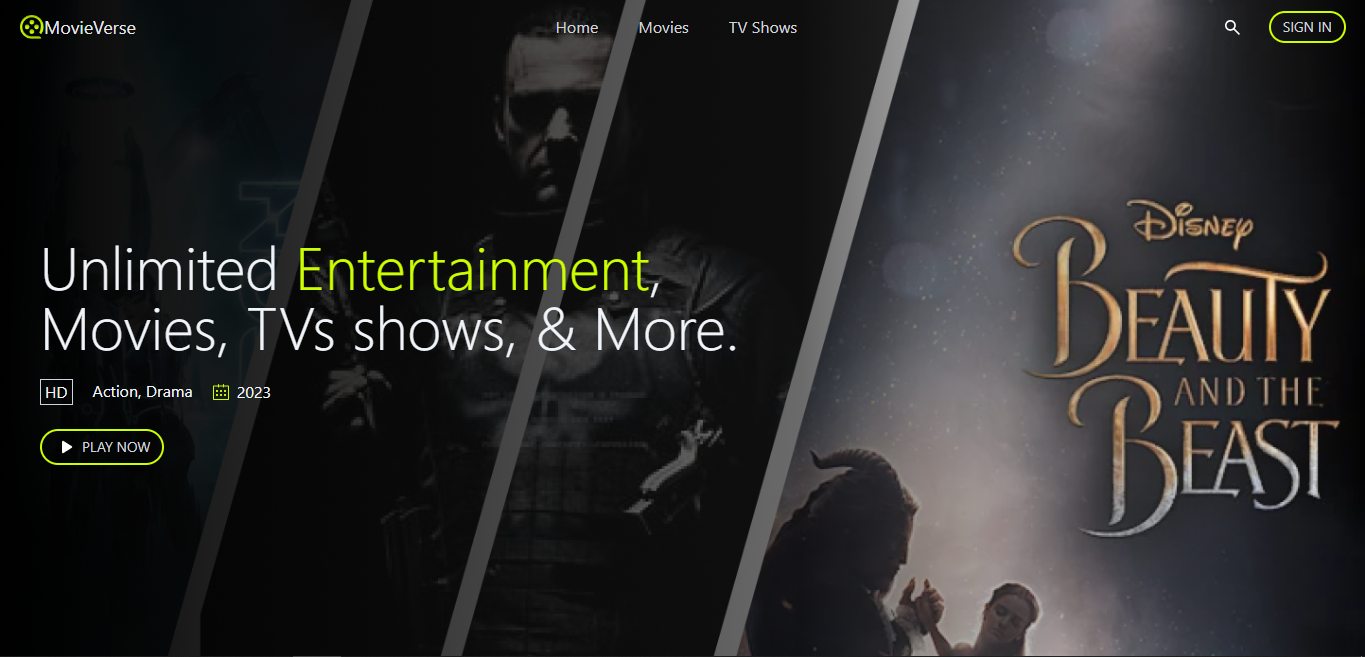 MovieVerse
Home
Movies
TV Shows
SIGN IN
Unlimited Entertainment,
Movies, TVs shows, & More.
HD
Action, Drama
2023
PLAY NOW
Disney
BEAUTY
AND THE
BEAST